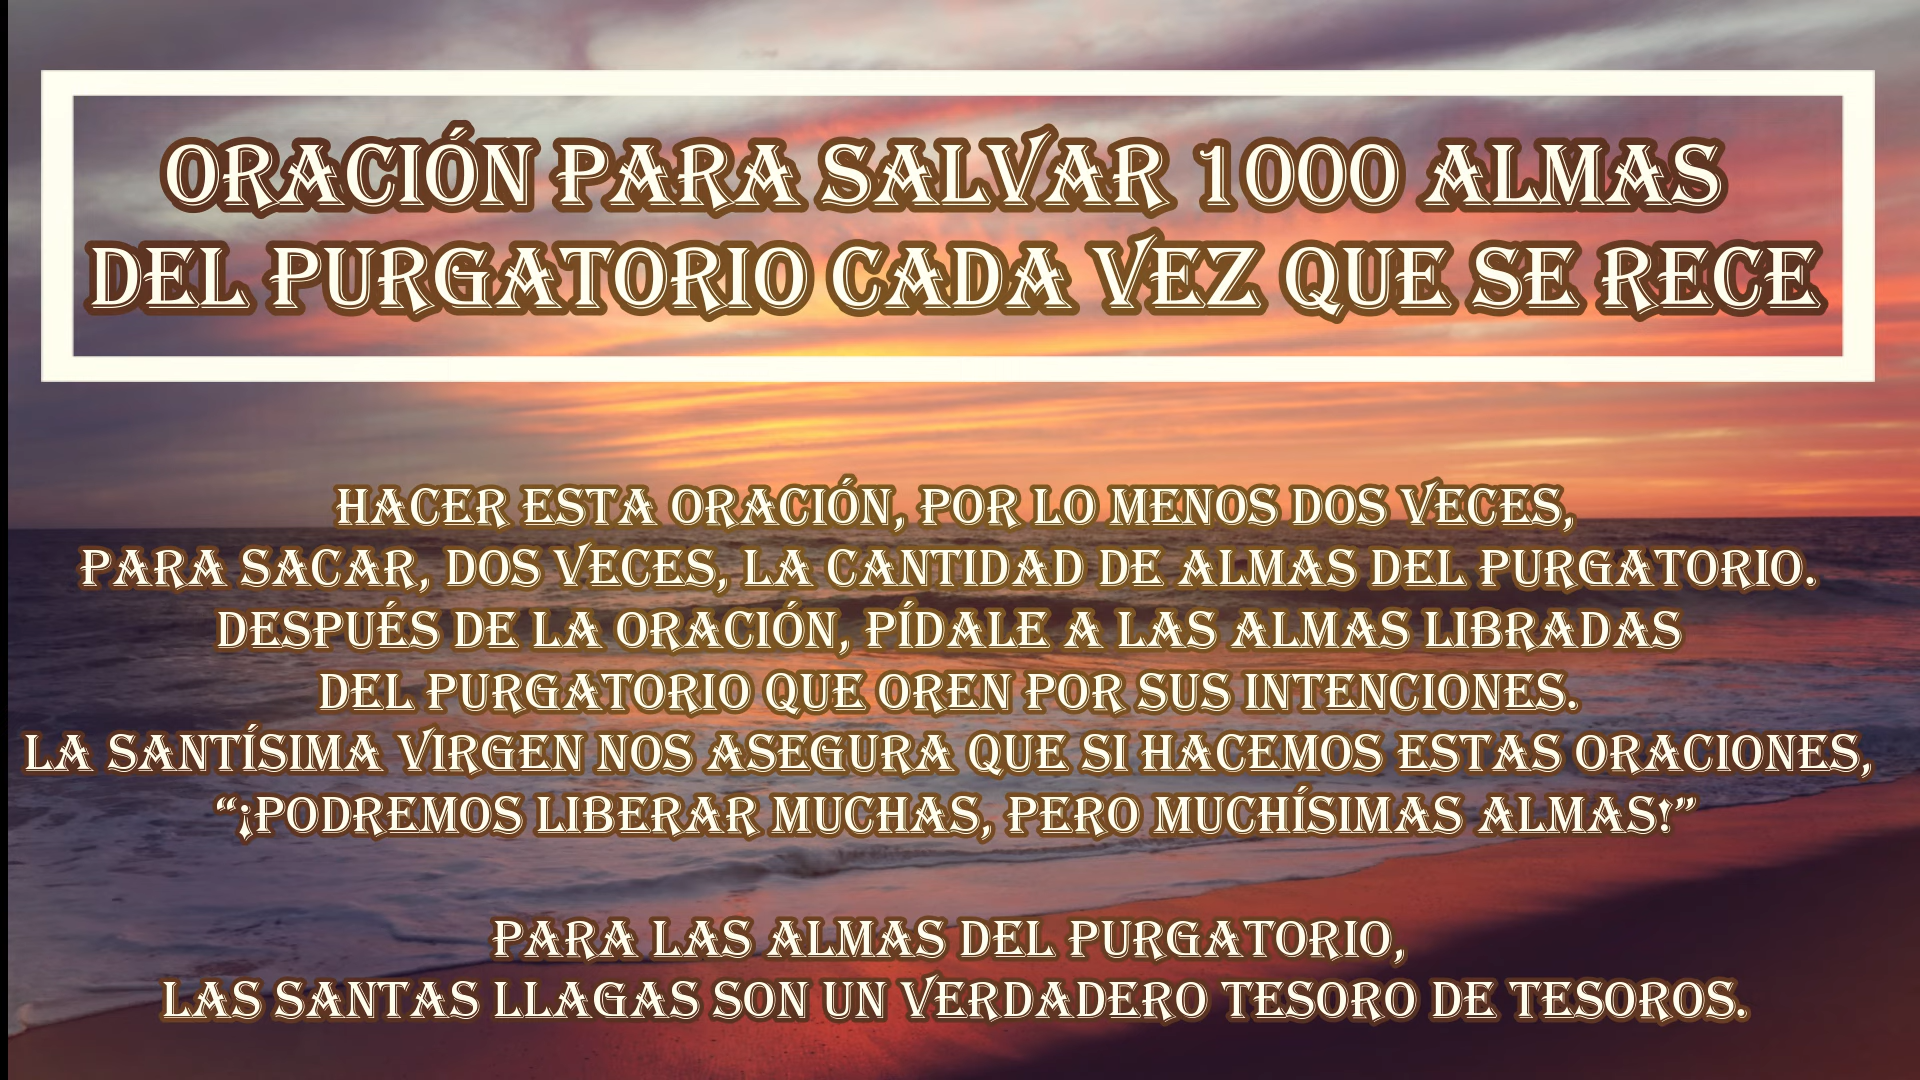 ORACIÓN PARA SALVAR 1000 ALMAS
DEL PURGATORIO CADA VEZ QUE SE RECE
HACER ESTA ORACIÓN, POR LO MENOS DOS VECES,
PARA SACAR, DOS VECES, LA CANTIDAD DE ALMAS DEL PURGATORIO.
DESPUÉS DE LA ORACIÓN, PÍDALE A LAS ALMAS LIBRADAS
DEL PURGATORIO QUE OREN POR SUS INTENCIONES.
LA SANTÍSIMA VIRGEN NOS ASEGURA QUE SI HACEMOS ESTAS ORACIONES,
“¡PODREMOS LIBERAR MUCHAS, PERO MUCHÍSIMAS ALMAS!”
PARA LAS ALMAS DEL PURGATORIO,
LAS SANTAS LLAGAS SON UN VERDADERO TESORO DE TESOROS.